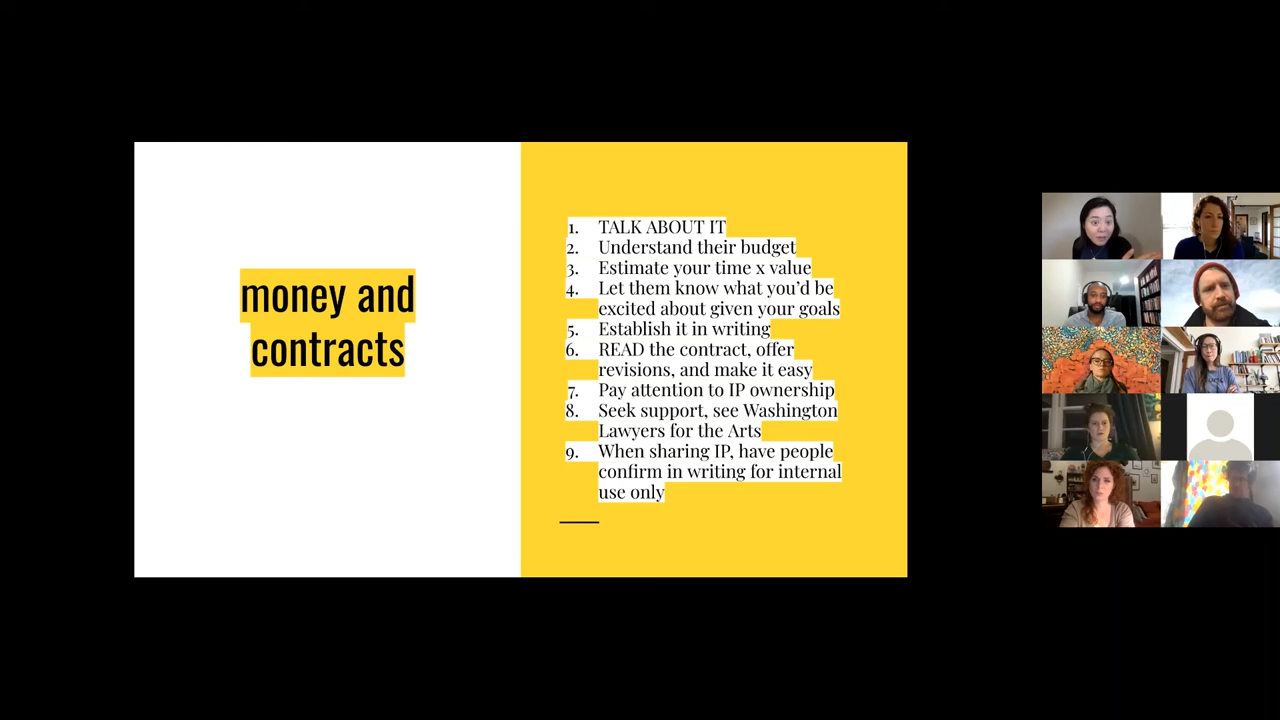 money and
contracts
1. TALK ABOUT IT
2. Understand their budget
3. Estimate your time x value
4. Let them know what you'd be
excited about given your goals
5. Establish it in writing
6. READ the contract, offer
revisions, and make it easy
7. Pay attention to IP ownership
8. Seek support, see Washington
Lawyers for the Arts
9. When sharing IP, have people
confirm in writing for internal
use only